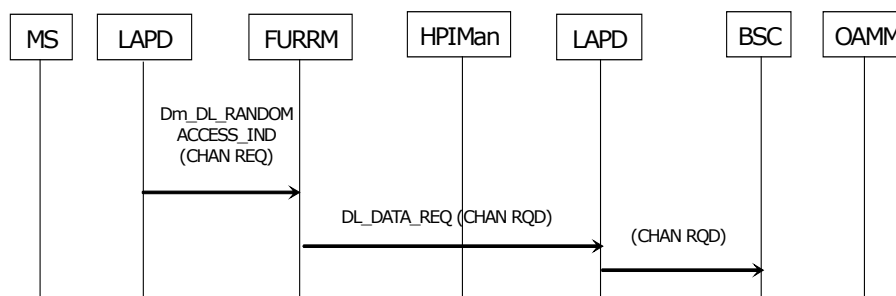 MS
LAPD
FURRM
HPIMan
LAPD
BSC
OAMM
Dm_DL_RANDOM
ACCESS_IND
(CHAN REQ)
DL_DATA_REQ (CHAN RQD)
(CHAN RQD)